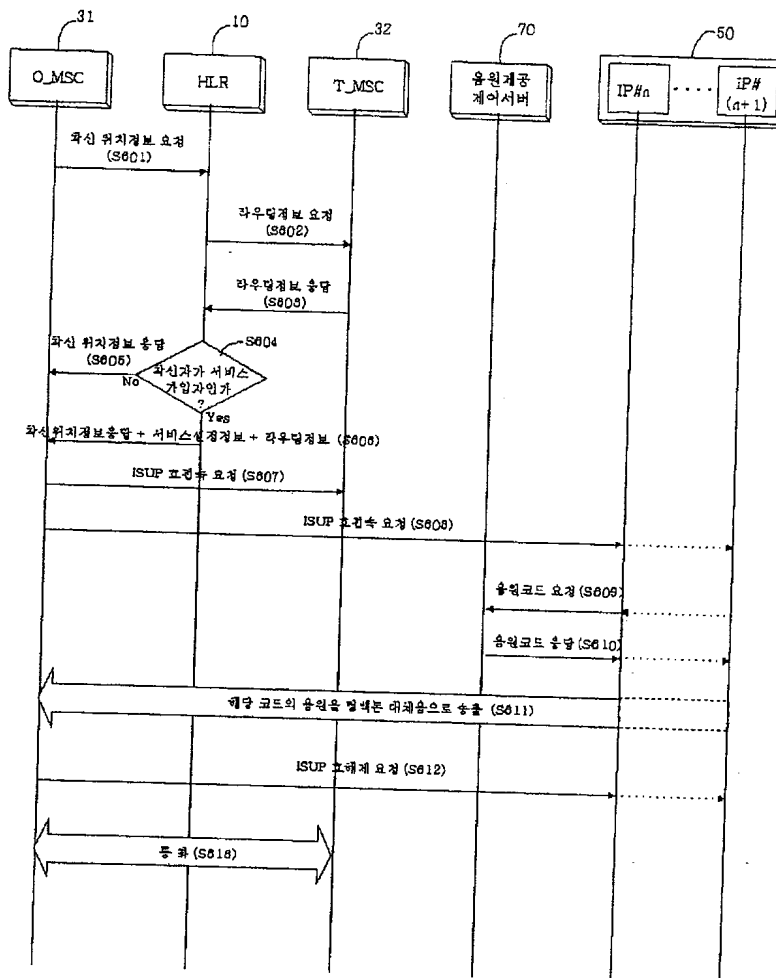 31
10
32
70
50
O_MSC
HLR
T_MSC
음원제공
제어서버
IP#n
....
iP#
(n+1)
착신 위치정보 요청
(S601)
라우팅정보 요청
(S602)
라우팅정보 응답
(S603)
착신 위치정보 응답
(S605)
S604
No
착신자가 서비스
가입자인가
?
Yes
착신위치정보응답 + 서비스설정정보 + 라우팅정보 (S606)
ISUP 호접속 요청(S607)
ISUP 호접속 요청(S608)
음원코드 요청(S609)
음원코드 응답(S610)
해당 코드의 음원을 링백톤 대체음으로 송출 (S611)
ISUP 호해제 요청(S612)
통 화(S613)